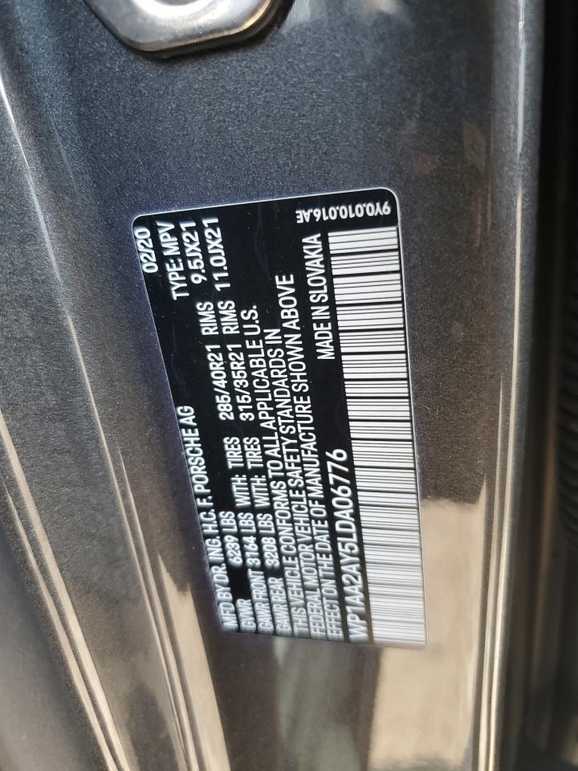 MFD BY DR. ING. H.C. F. PORSCHE AG 02/20
GVWR 6239 LBS TYPE: MPV
GAWR FRONT 3164 LBS WITH: TIRES 285/40R21 RIMS 9.5JX21
GAWR REAR 3208 LBS WITH: TIRES 315/35R21 RIMS 11.0JX21
THIS VEHICLE CONFORMS TO ALL APPLICABLE U.S.
FEDERAL MOTOR VEHICLE SAFETY STANDARDS IN
EFFECT ON THE DATE OF MANUFACTURE SHOWN ABOVE
MADE IN SLOVAKIA
WP1AA2AY5LDA06776
9Y0.010.016.AE